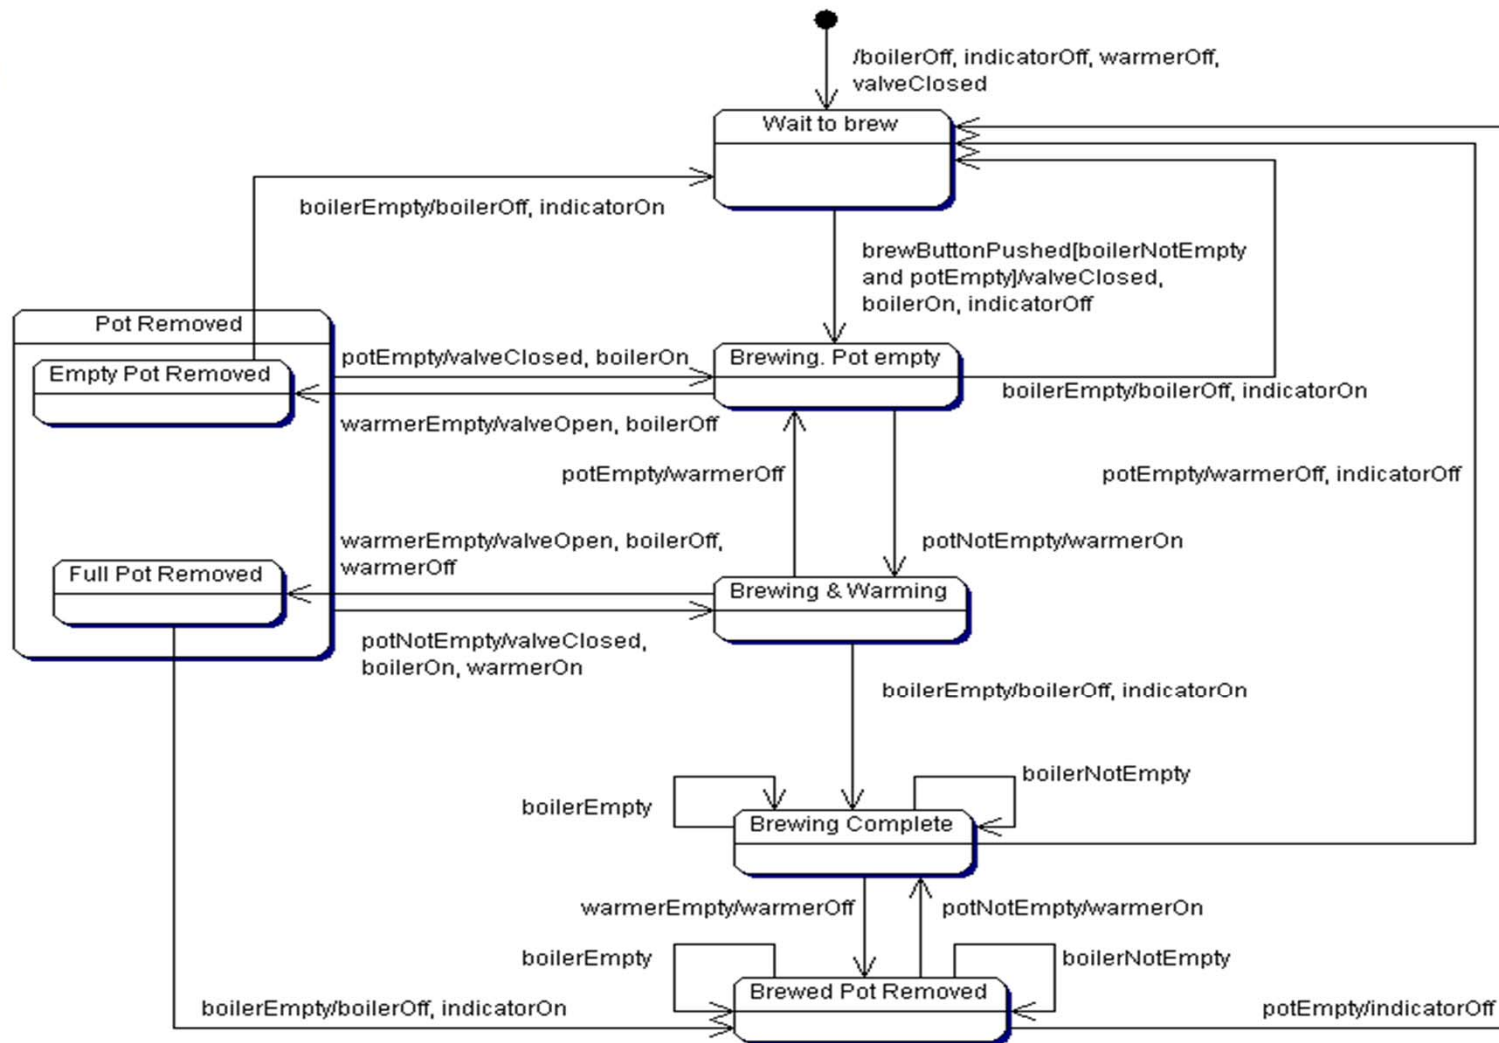 /boilerOff, indicatorOff, warmerOff,
valveClosed
Wait to brew
boilerEmpty/boilerOff, indicatorOn
brewButtonPushed[boilerNotEmpty
and potEmpty]/valveClosed,
boilerOn, indicatorOff
Pot Removed
potEmpty/valveClosed, boilerOn
Brewing. Pot empty
Empty Pot Removed
boilerEmpty/boilerOff, indicatorOn
warmerEmpty/valveOpen, boilerOff
potEmpty/warmerOff
potEmpty/warmerOff, indicatorOff
warmerEmpty/valveOpen, boilerOff,
warmerOff
potNotEmpty/warmerOn
Full Pot Removed
Brewing & Warming
potNotEmpty/valveClosed,
boilerOn, warmerOn
boilerEmpty/boilerOff, indicatorOn
boilerNotEmpty
boilerEmpty
Brewing Complete
warmerEmpty/warmerOff
potNotEmpty/warmerOn
boilerEmpty
boilerNotEmpty
Brewed Pot Removed
boilerEmpty/boilerOff, indicatorOn
potEmpty/indicatorOff